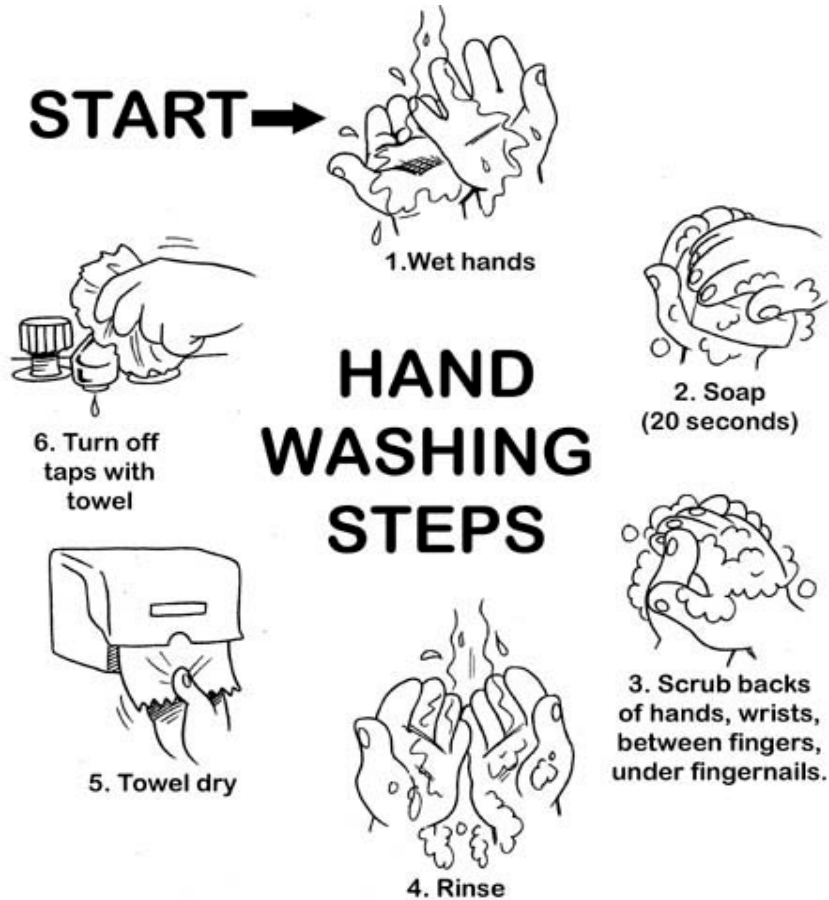 START
1.Wet hands
2. Soap
(20 seconds)
HAND
WASHING
STEPS
3. Scrub backs
of hands, wrists,
between fingers,
under fingernails.
4. Rinse
5. Towel dry
6. Turn off
taps with
towel